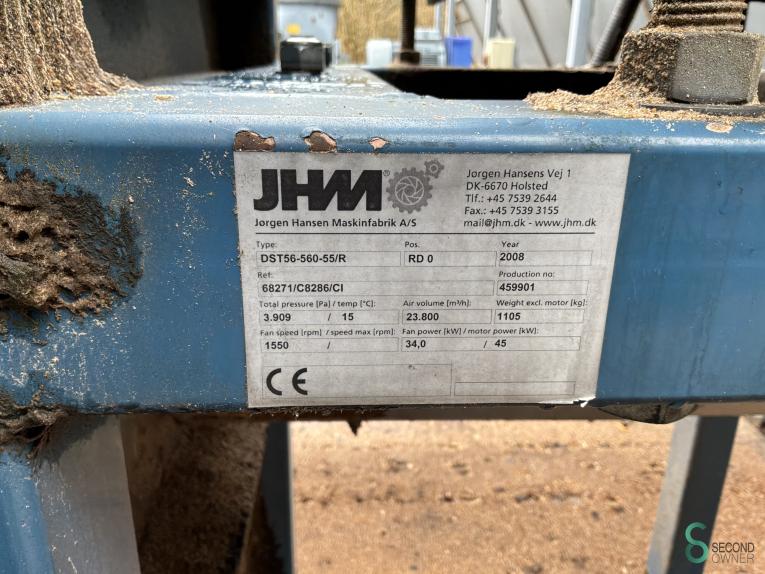 JHM®
Jørgen Hansen Maskinfabrik A/S
Jørgen Hansens Vej 1
DK-6670 Holsted
Tlf.: +45 7539 2644
Fax.: +45 7539 3155
mail@jhm.dk - www.jhm.dk
Type: Pos. Year
DST56-560-55/R RD 0 2008
Ref: Production no:
68271/C8286/CI 459901
Total pressure [Pa] / temp [°C]: Air volume [m³/h]: Weight excl. motor [kg]:
3.909 / 15 23.800 1105
Fan speed [rpm] / speed max [rpm]: Fan power [kW] / motor power [kW]:
1550 / 34,0 / 45
CE
SECOND
OWNER